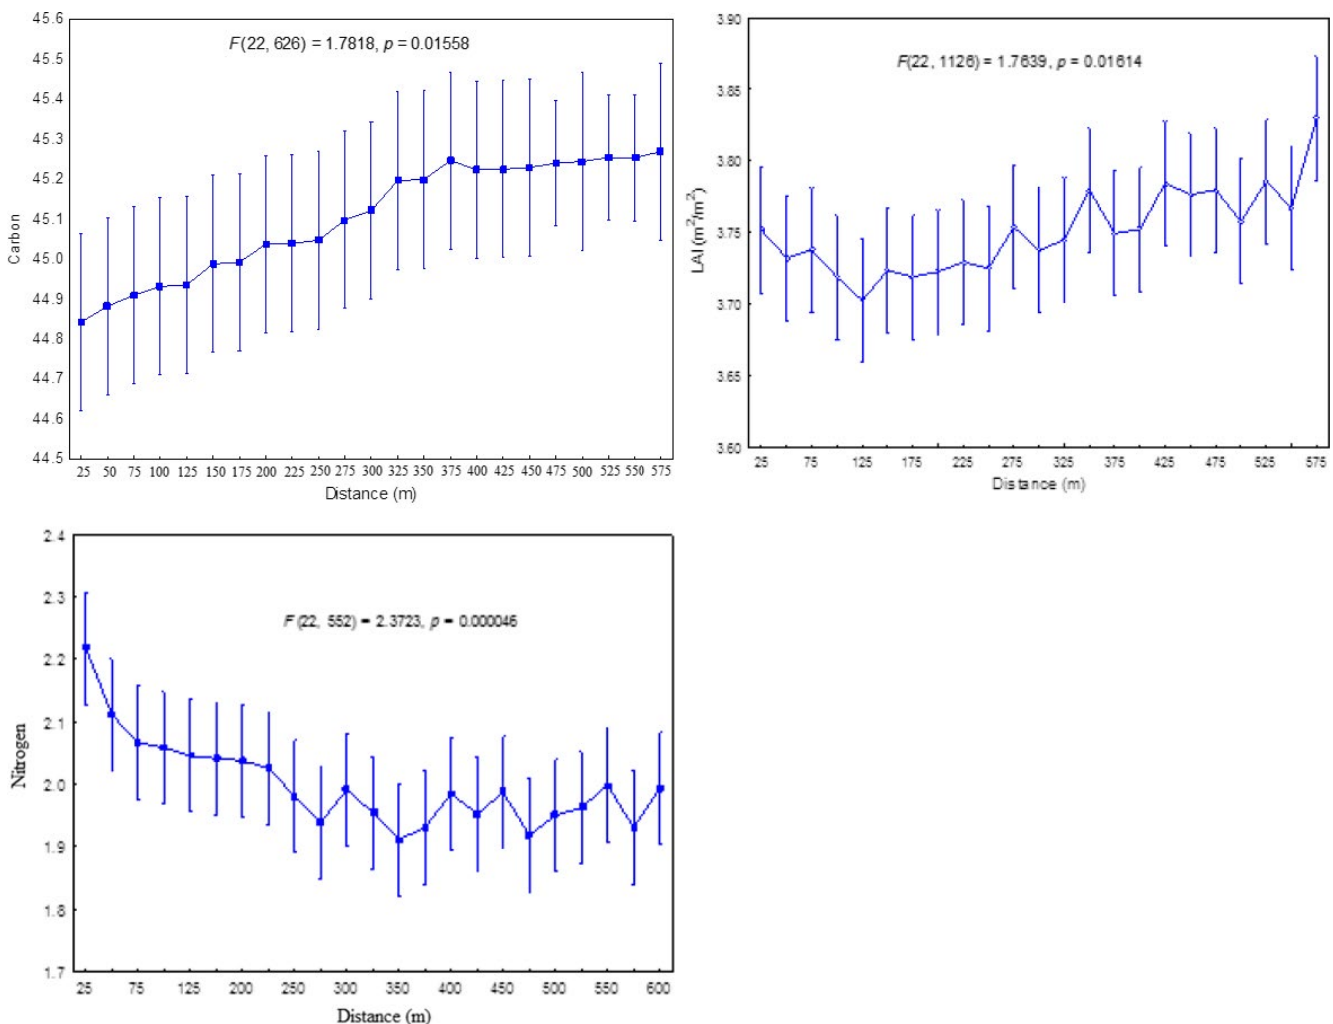 45.6
F(22, 626) = 1.7818, p = 0.01558
45.5
45.4
45.3
45.2
45.1
45.0
44.9
44.8
44.7
44.6
44.5
Carbon
25 50 75 100 125 150 175 200 225 250 275 300 325 350 375 400 425 450 475 500 525 550 575
Distance (m)
3.90
F(22, 1126) = 1.7639, p = 0.01614
3.85
3.80
3.75
3.70
3.65
3.60
LAI (m²/m²)
25 75 125 175 225 275 325 375 425 475 525 575
Distance (m)
2.4
2.3
F(22, 552) = 2.3723, p = 0.000046
2.2
2.1
2.0
1.9
1.8
1.7
Nitrogen
25 75 125 200 250 300 350 400 450 500 550 600
Distance (m)